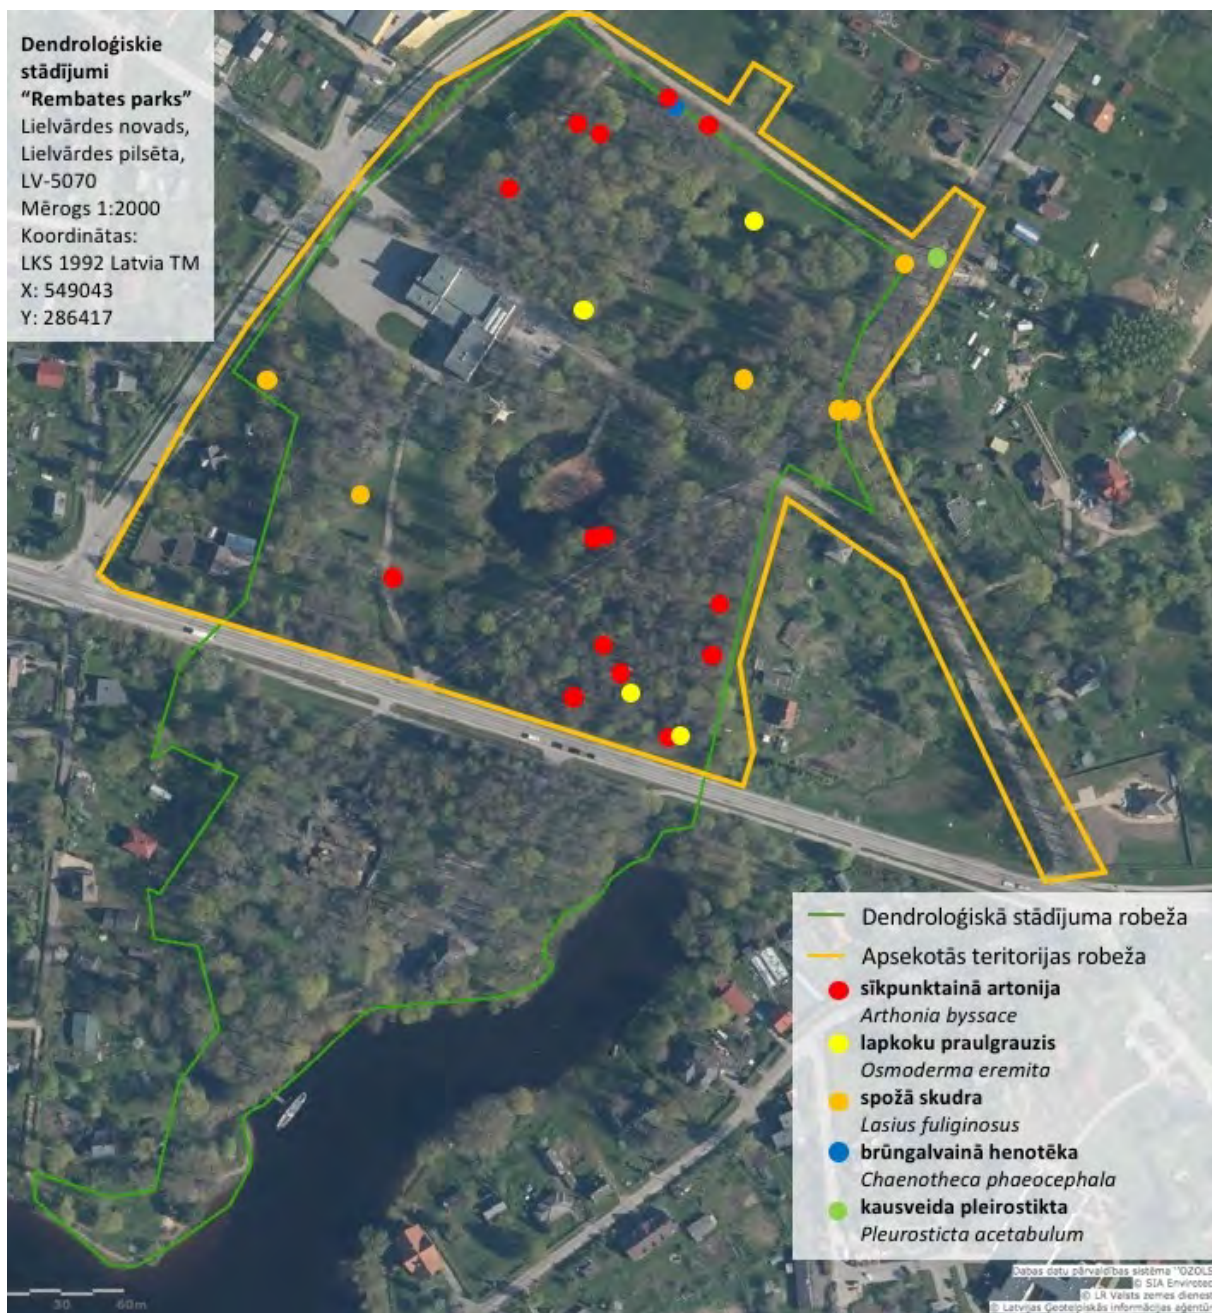 Dendroloģiskie
stādījumi
"Rembates parks"
Lielvārdes novads,
Lielvārdes pilsēta,
LV-5070
Mērogs 1:2000
Koordinātas:
LKS 1992 Latvia TM
X: 549043
Y: 286417
Dendroloģiskā stādījuma robeža
Apsekotās teritorijas robeža
sīkpunktainā artonija
Arthonia byssace
lapkoku praulgrauzis
Osmoderma eremita
spožā skudra
Lasius fuliginosus
brūngalvainā henotēka
Chaenotheca phaeocephala
kausveida pleirostikta
Pleurosticta acetabulum
30 60m
Dabas datu pārvaldības sistēma "OZOLS
© SIA Envirotec
© LR Valsts zemes dienest
© Latvijas Ģeotelpiskās informācijas aģentūr